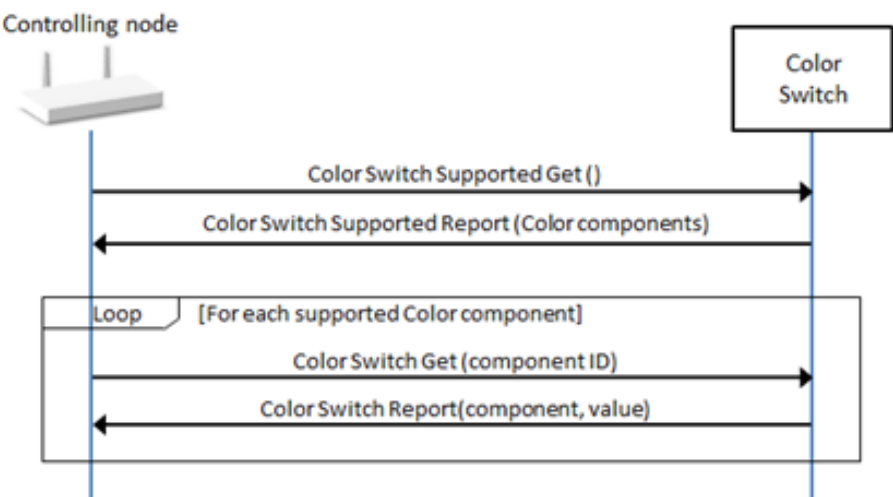 Controlling node
Color
Switch
Color Switch Supported Get ()
Color Switch Supported Report (Color components)
Loop [For each supported Color component]
Color Switch Get (component ID)
Color Switch Report(component, value)